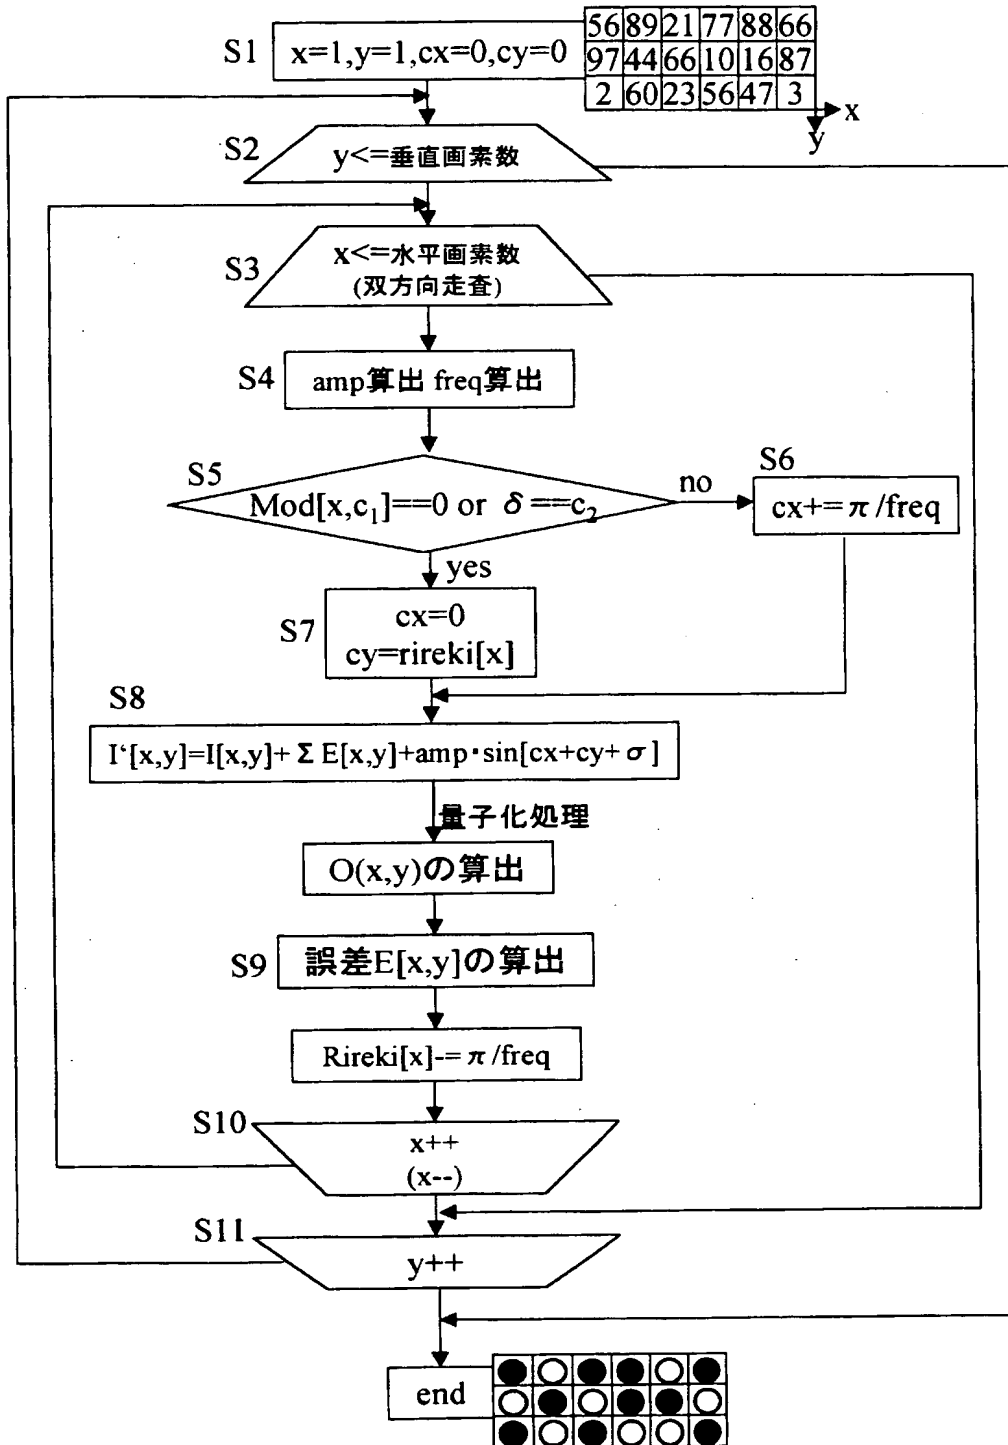 S1
x=1,y=1,cx=0,cy=0
56 89 21 77 88 66
97 44 66 10 16 87
2 60 23 56 47 3
x
y
S2
y<=垂直画素数
S3
x<=水平画素数
(双方向走査)
S4
amp算出 freq算出
S5
Mod[x,c₁]==0 or δ==c₂
no
S6
cx+=π/freq
yes
S7
cx=0
cy=rireki[x]
S8
I‘[x,y]=I[x,y]+ΣE[x,y]+amp・sin[cx+cy+σ]
量子化処理
O(x,y)の算出
S9
誤差E[x,y]の算出
Rireki[x]-=π/freq
S10
x++
(x--)
S11
y++
end